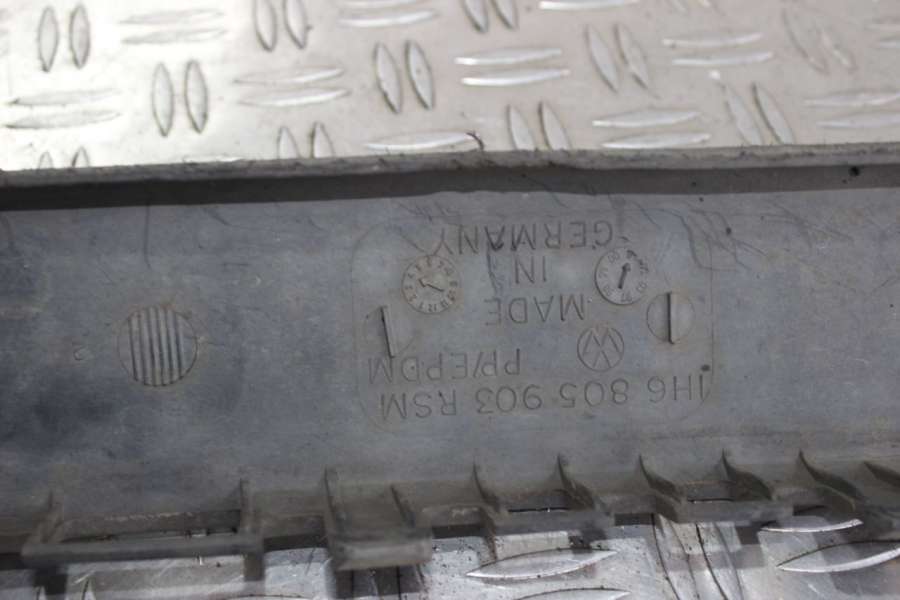 1H6 805 903 RSM
PP/EPDM
MADE
IN
GERMANY